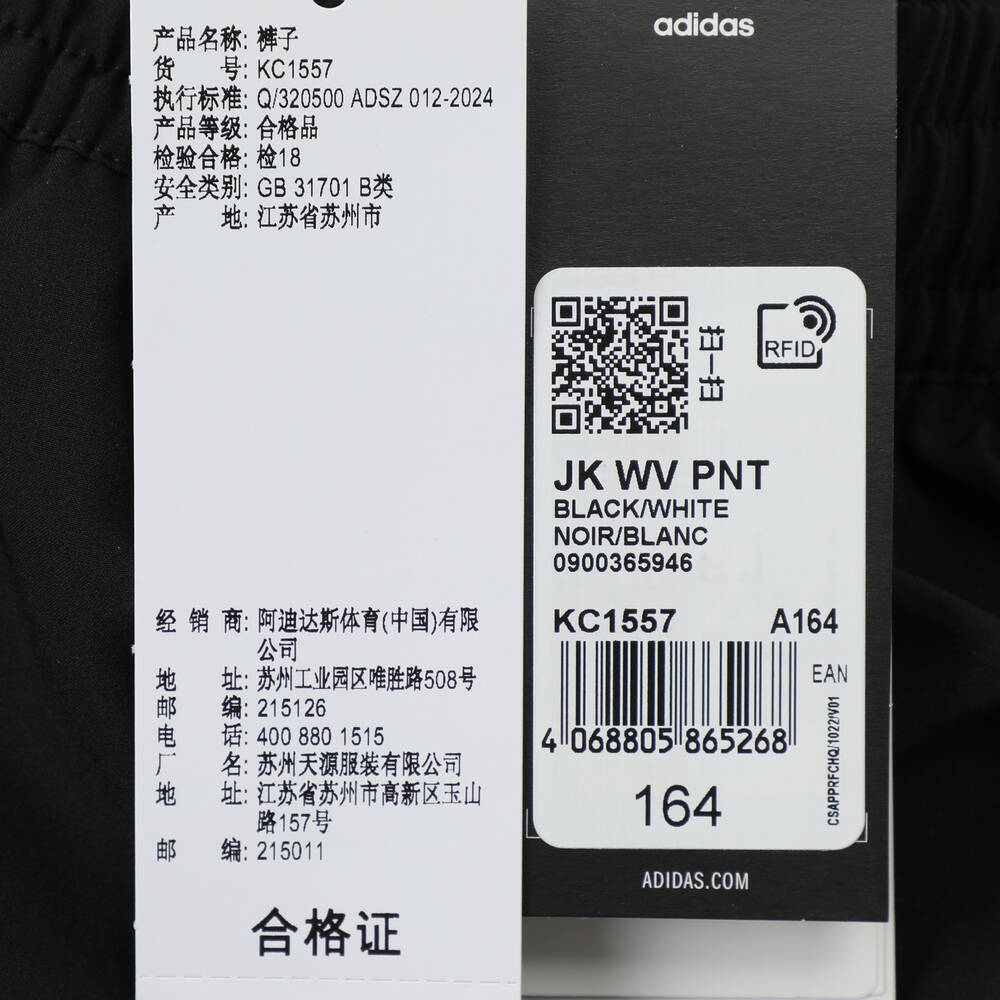 产品名称: 裤子
货 号: KC1557
执行标准: Q/320500 ADSZ 012-2024
产品等级: 合格品
检验合格: 检18
安全类别: GB 31701 B类
产 地: 江苏省苏州市
经 销 商: 阿迪达斯体育(中国)有限
公司
地 址: 苏州工业园区唯胜路508号
邮 编: 215126
电 话: 400 880 1515
厂 名: 苏州天源服装有限公司
地 址: 江苏省苏州市高新区玉山
路157号
邮 编: 215011
合格证
adidas
扫一扫
RFID
JK WV PNT
BLACK/WHITE
NOIR/BLANC
0900365946
KC1557 A164
EAN
4 068805 865268
CSAPPRFCHQ/1022/V01
164
ADIDAS.COM